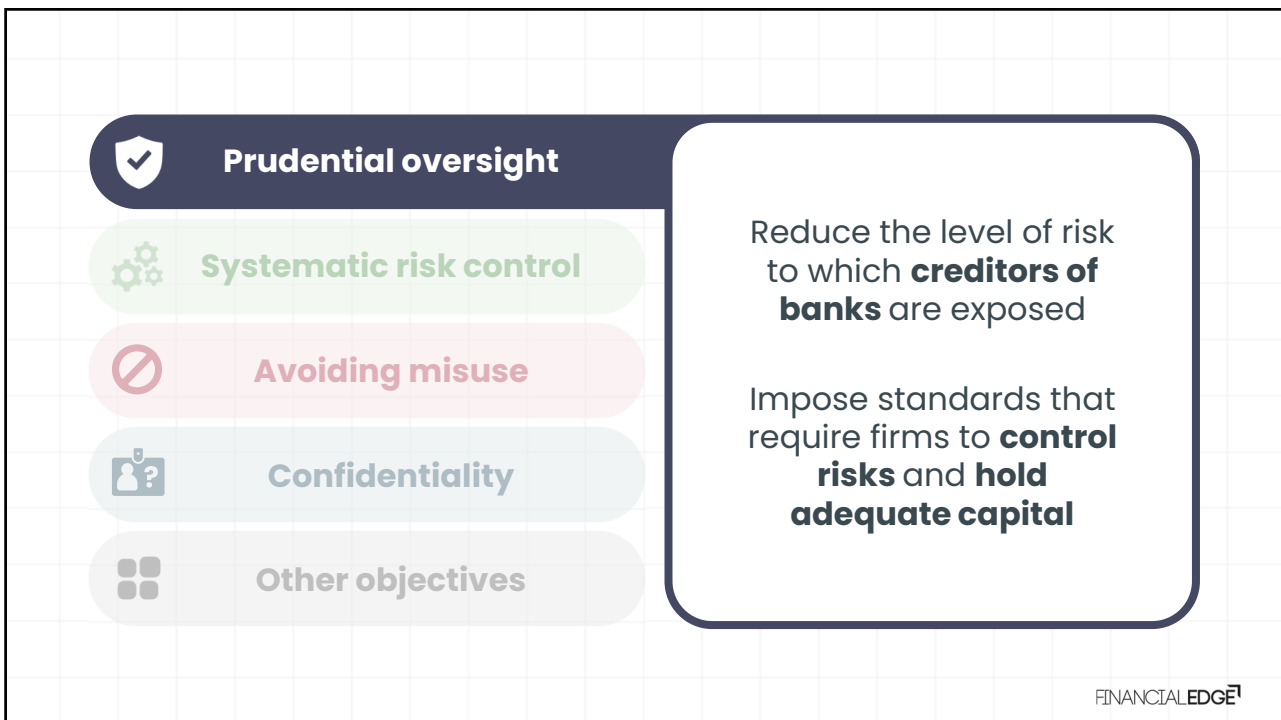 Prudential oversight
Systematic risk control
Avoiding misuse
?
Confidentiality
Other objectives
Reduce the level of risk
to which creditors of
banks are exposed
Impose standards that
require firms to control
risks and hold
adequate capital
FINANCIALEDGE